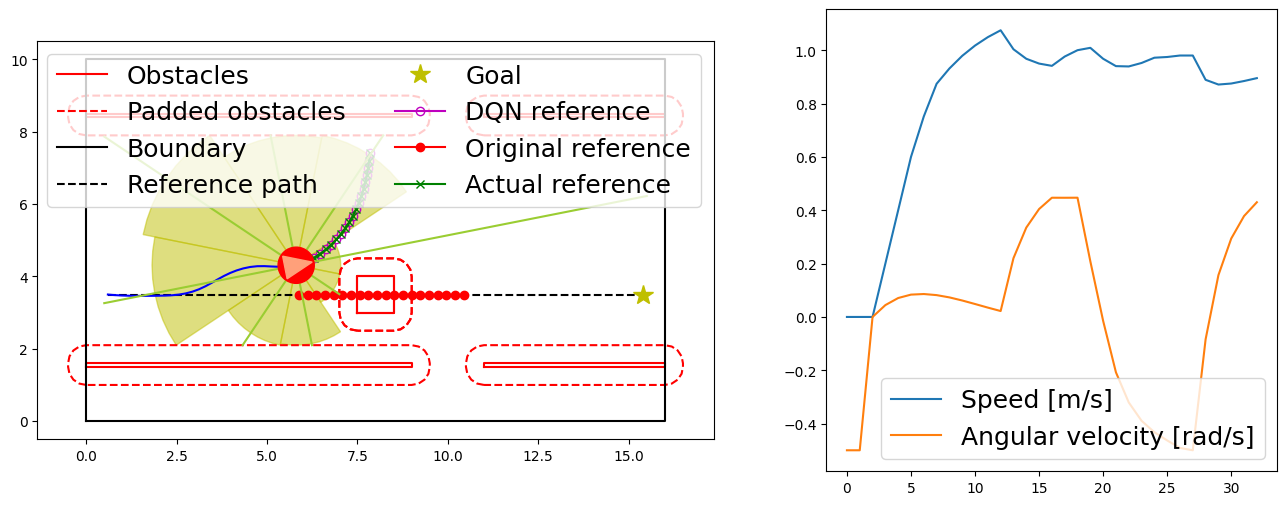 Obstacles
Padded obstacles
Boundary
Reference path
Goal
DQN reference
Original reference
Actual reference
10
8
6
4
2
0
0.0 2.5 5.0 7.5 10.0 12.5 15.0
1.0
0.8
0.6
0.4
0.2
0.0
−0.2
−0.4
Speed [m/s]
Angular velocity [rad/s]
0 5 10 15 20 25 30